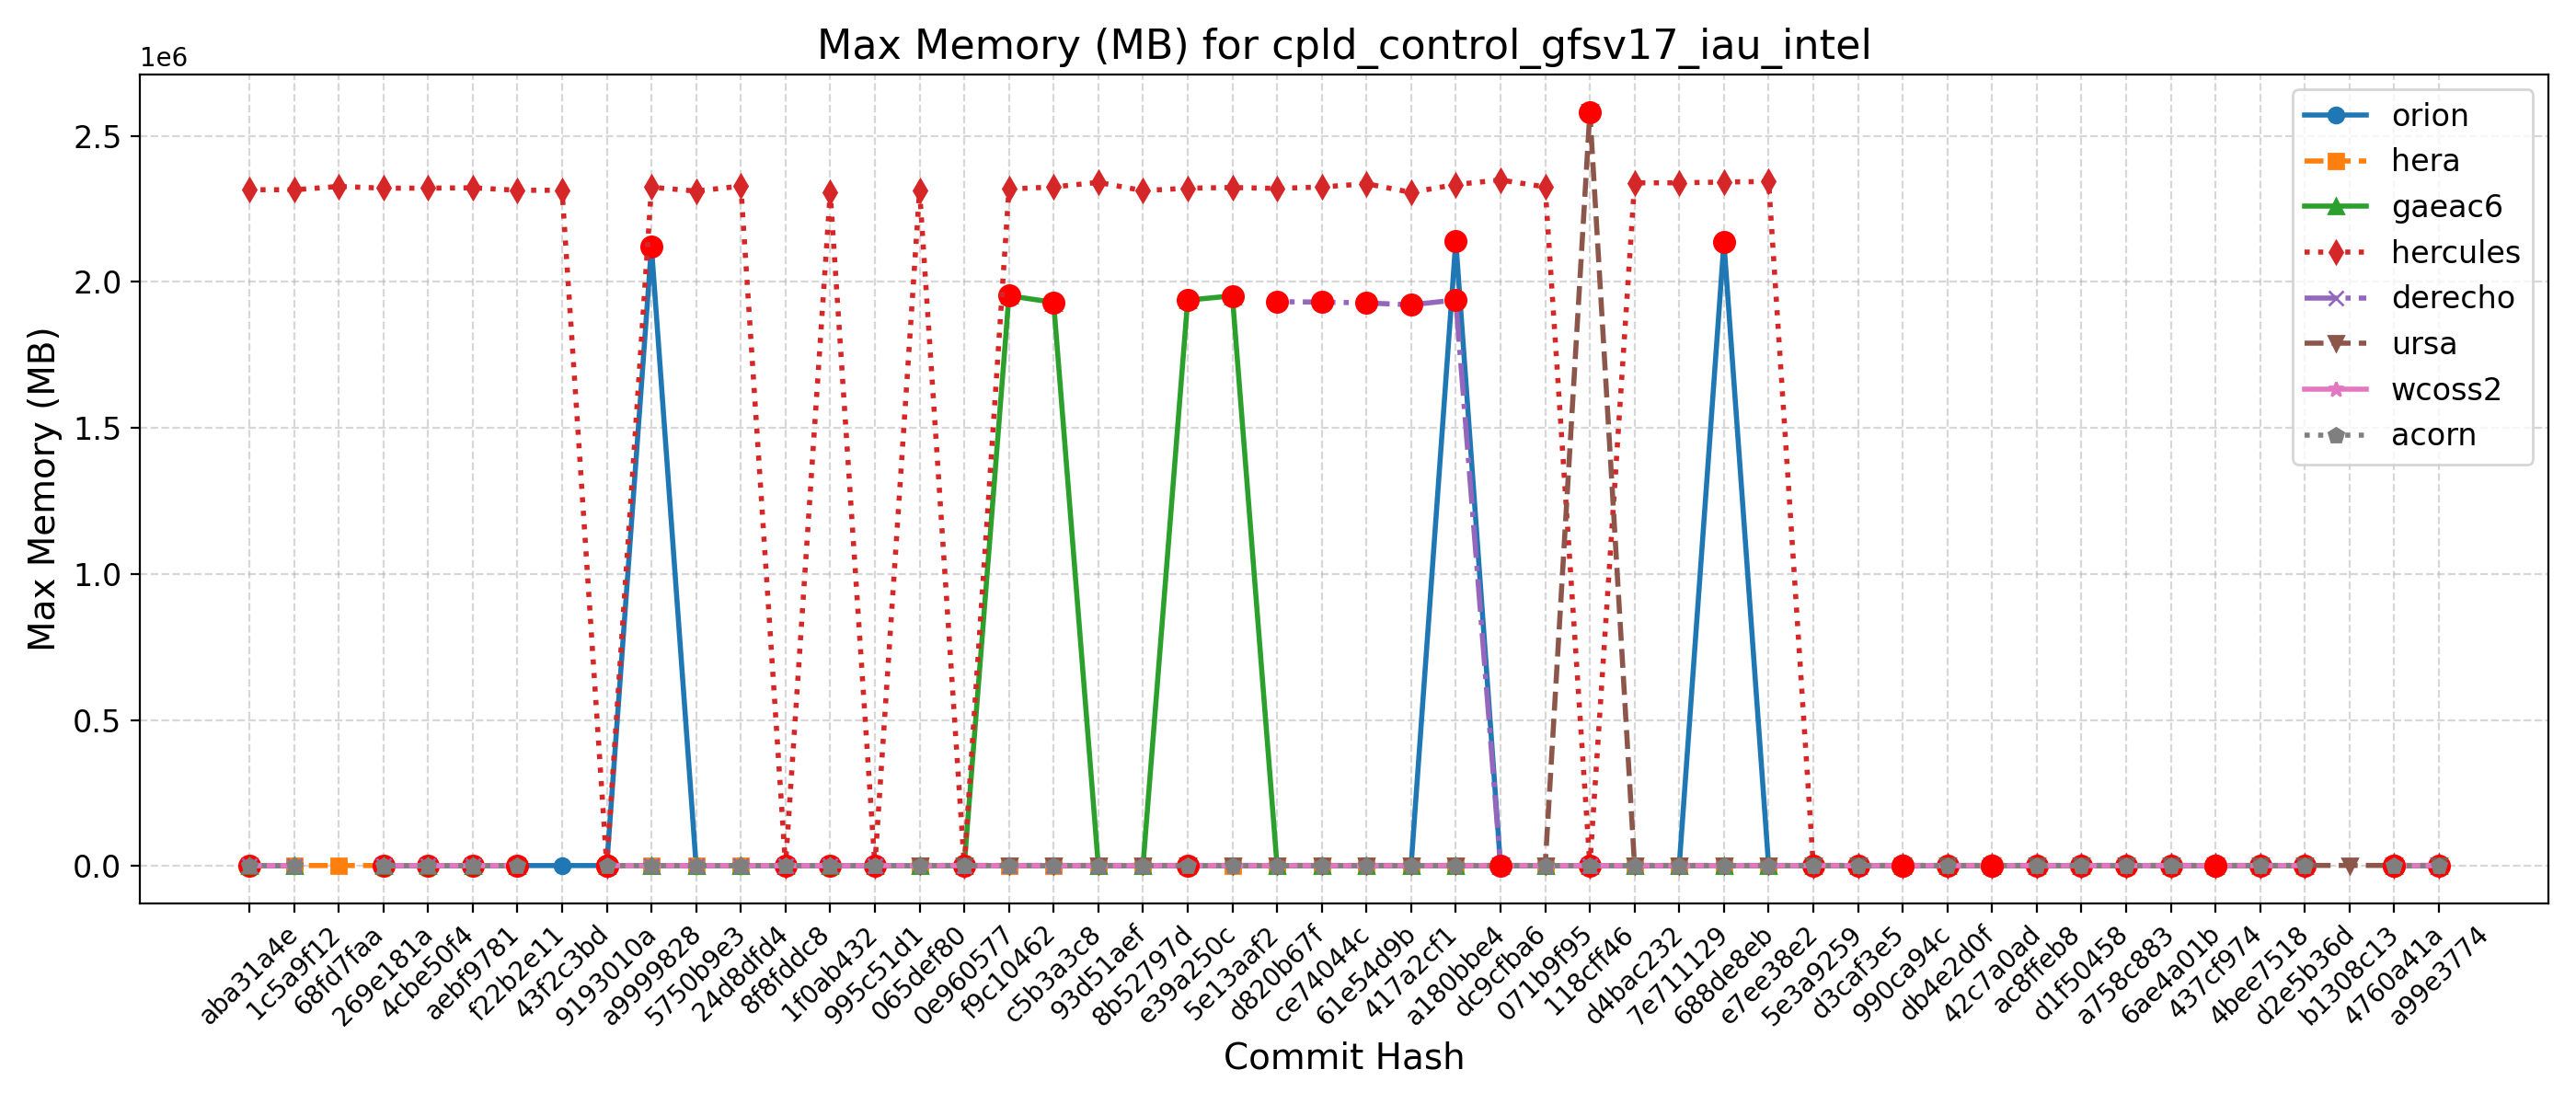 Max Memory (MB) for cpld_control_gfsv17_iau_intel
1e6
2.5
2.0
1.5
1.0
0.5
0.0
Max Memory (MB)
orion
hera
gaeac6
hercules
derecho
ursa
wcoss2
acorn
aba31a4e
1c5a9f12
68fd7faa
269e181a
4cbe50f4
aebf9781
f22b2e11
43f2c3bd
9193010a
a9999828
5750b9e3
24d8dfd4
8f8fddc8
1f0ab432
995c51d1
065def80
0e960577
f9c10462
c5b3a3c8
93d51aef
8b52797d
e39a250c
5e13aaf2
d820b67f
ce74044c
61e54d9b
417a2cf1
a180bbe4
dc9cfba6
071b9f95
118cff46
d4bac232
7e711129
688de8eb
e7ee38e2
5e3a9259
d3caf3e5
990ca94c
db4e2d0f
42c7a0ad
ac8ffeb8
d1f50458
a758c883
6ae4a01b
437cf974
4bee7518
d2e5b36d
b1308c13
4760a41a
a99e3774
Commit Hash